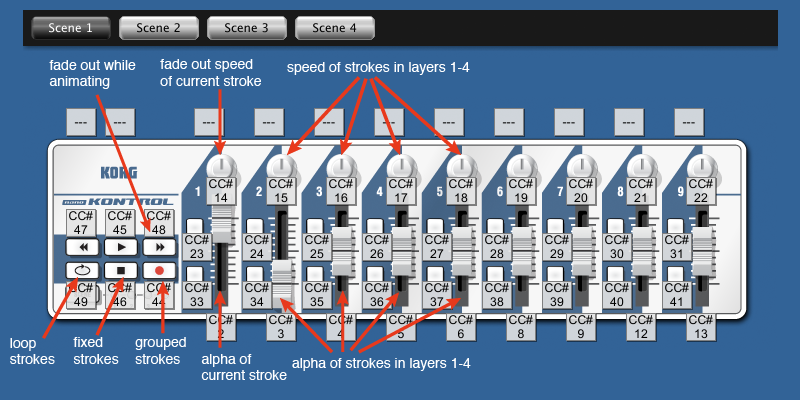 Scene 1 Scene 2 Scene 3 Scene 4
fade out while
animating
fade out speed
of current stroke
speed of strokes in layers 1-4
--- --- --- --- --- --- --- --- --- --- ---
KORG
nano KONTROL
1 2 3 4 5 6 7 8 9
CC# CC# CC# CC# CC# CC# CC# CC# CC#
14 15 16 17 18 19 20 21 22
CC# CC# CC#
47 45 48
CC# CC# CC# CC# CC# CC# CC# CC# CC#
23 24 25 26 27 28 29 30 31
CC# CC# CC#
49 46 44
CC# CC# CC# CC# CC# CC# CC# CC# CC#
33 34 35 36 37 38 39 40 41
CC# CC# CC# CC# CC# CC# CC# CC# CC#
2 3 4 5 6 8 9 12 13
loop
strokes
fixed
strokes
grouped
strokes
alpha of
current stroke
alpha of strokes in layers 1-4